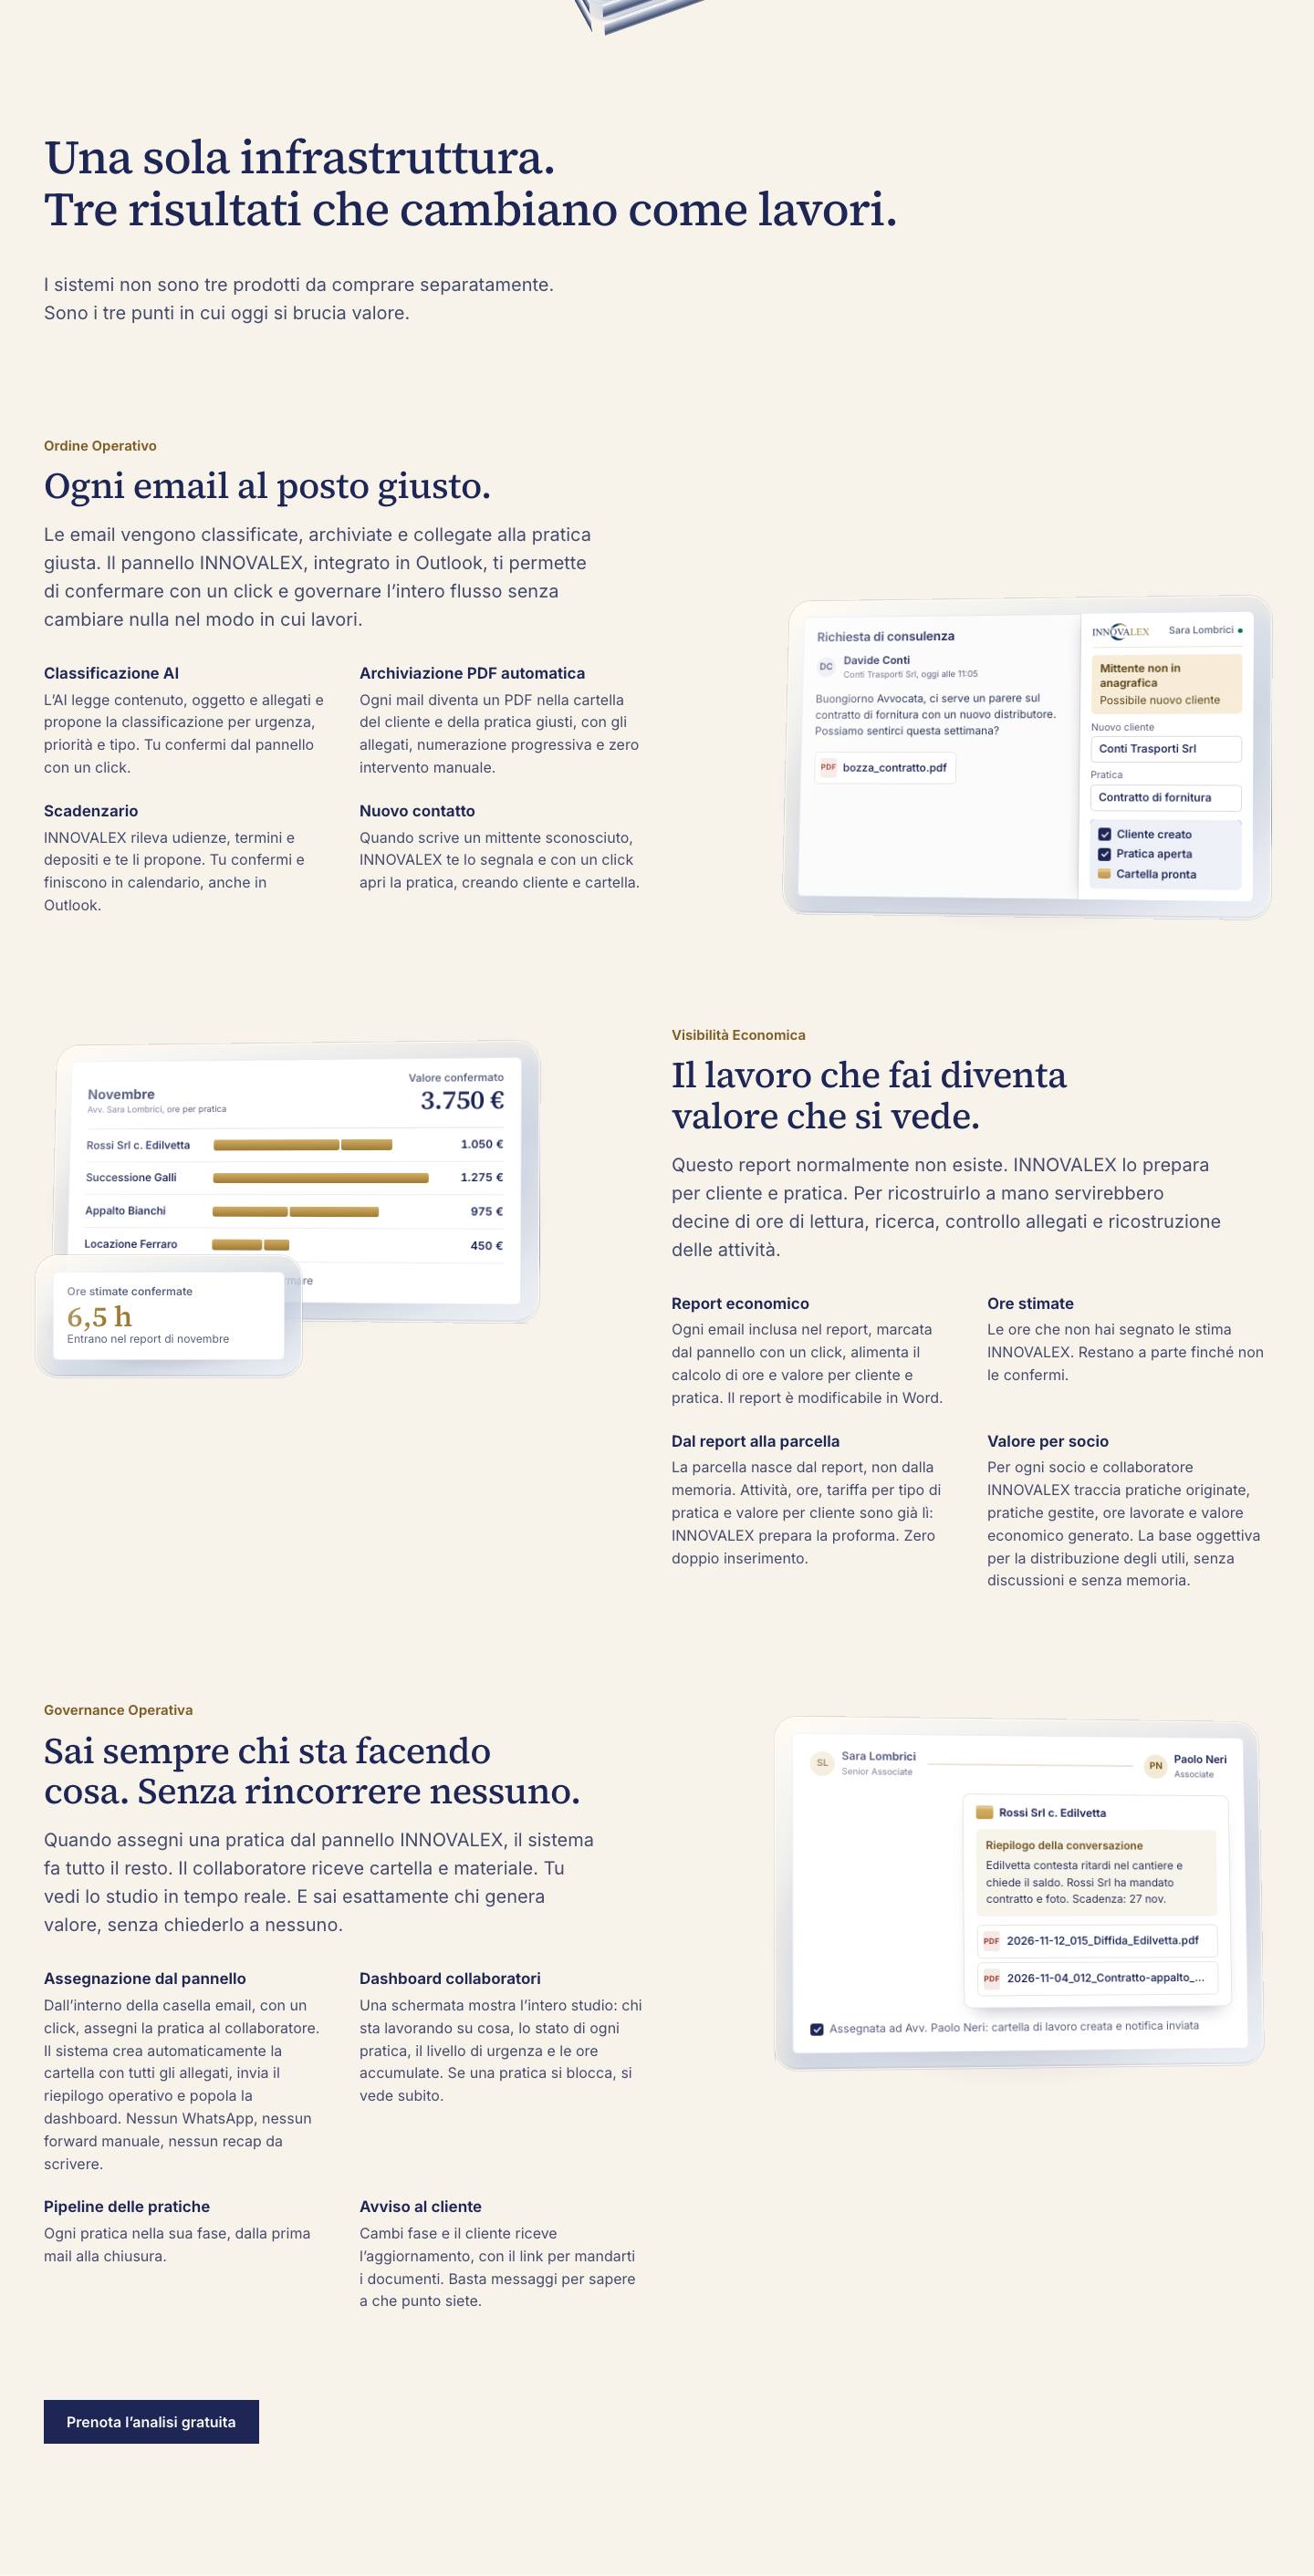 Una sola infrastruttura.
Tre risultati che cambiano come lavori.
I sistemi non sono tre prodotti da comprare separatamente.
Sono i tre punti in cui oggi si brucia valore.
Ordine Operativo
Ogni email al posto giusto.
Le email vengono classificate, archiviate e collegate alla pratica
giusta. Il pannello INNOVALEX, integrato in Outlook, ti permette
di confermare con un click e governare l’intero flusso senza
cambiare nulla nel modo in cui lavori.
Classificazione AI
L’AI legge contenuto, oggetto e allegati e
propone la classificazione per urgenza,
priorità e tipo. Tu confermi dal pannello
con un click.
Archiviazione PDF automatica
Ogni mail diventa un PDF nella cartella
del cliente e della pratica giusti, con gli
allegati, numerazione progressiva e zero
intervento manuale.
Scadenzario
INNOVALEX rileva udienze, termini e
depositi e te li propone. Tu confermi e
finiscono in calendario, anche in
Outlook.
Nuovo contatto
Quando scrive un mittente sconosciuto,
INNOVALEX te lo segnala e con un click
apri la pratica, creando cliente e cartella.
Richiesta di consulenza
DC
Davide Conti
Conti Trasporti Srl, oggi alle 11:05
Buongiorno Avvocata, ci serve un parere sul
contratto di fornitura con un nuovo distributore.
Possiamo sentirci questa settimana?
PDF bozza_contratto.pdf
INNOVALEX Sara Lombrici
Mittente non in
anagrafica
Possibile nuovo cliente
Nuovo cliente
Conti Trasporti Srl
Pratica
Contratto di fornitura
Cliente creato
Pratica aperta
Cartella pronta
Novembre
Avv. Sara Lombrici, ore per pratica
Valore confermato
3.750 €
Rossi Srl c. Edilvetta 1.050 €
Successione Galli 1.275 €
Appalto Bianchi 975 €
Locazione Ferraro 450 €
Ore stimate confermate
6,5 h
Entrano nel report di novembre
Visibilità Economica
Il lavoro che fai diventa
valore che si vede.
Questo report normalmente non esiste. INNOVALEX lo prepara
per cliente e pratica. Per ricostruirlo a mano servirebbero
decine di ore di lettura, ricerca, controllo allegati e ricostruzione
delle attività.
Report economico
Ogni email inclusa nel report, marcata
dal pannello con un click, alimenta il
calcolo di ore e valore per cliente e
pratica. Il report è modificabile in Word.
Ore stimate
Le ore che non hai segnato le stima
INNOVALEX. Restano a parte finché non
le confermi.
Dal report alla parcella
La parcella nasce dal report, non dalla
memoria. Attività, ore, tariffa per tipo di
pratica e valore per cliente sono già lì:
INNOVALEX prepara la proforma. Zero
doppio inserimento.
Valore per socio
Per ogni socio e collaboratore
INNOVALEX traccia pratiche originate,
pratiche gestite, ore lavorate e valore
economico generato. La base oggettiva
per la distribuzione degli utili, senza
discussioni e senza memoria.
Governance Operativa
Sai sempre chi sta facendo
cosa. Senza rincorrere nessuno.
Quando assegni una pratica dal pannello INNOVALEX, il sistema
fa tutto il resto. Il collaboratore riceve cartella e materiale. Tu
vedi lo studio in tempo reale. E sai esattamente chi genera
valore, senza chiederlo a nessuno.
Assegnazione dal pannello
Dall’interno della casella email, con un
click, assegni la pratica al collaboratore.
Il sistema crea automaticamente la
cartella con tutti gli allegati, invia il
riepilogo operativo e popola la
dashboard. Nessun WhatsApp, nessun
forward manuale, nessun recap da
scrivere.
Dashboard collaboratori
Una schermata mostra l’intero studio: chi
sta lavorando su cosa, lo stato di ogni
pratica, il livello di urgenza e le ore
accumulate. Se una pratica si blocca, si
vede subito.
Pipeline delle pratiche
Ogni pratica nella sua fase, dalla prima
mail alla chiusura.
Avviso al cliente
Cambi fase e il cliente riceve
l’aggiornamento, con il link per mandarti
i documenti. Basta messaggi per sapere
a che punto siete.
SL
Sara Lombrici
Senior Associate
PN
Paolo Neri
Associate
Rossi Srl c. Edilvetta
Riepilogo della conversazione
Edilvetta contesta ritardi nel cantiere e
chiede il saldo. Rossi Srl ha mandato
contratto e foto. Scadenza: 27 nov.
PDF 2026-11-12_015_Diffida_Edilvetta.pdf
PDF 2026-11-04_012_Contratto-appalto_...
Assegnata ad Avv. Paolo Neri: cartella di lavoro creata e notifica inviata
Prenota l’analisi gratuita